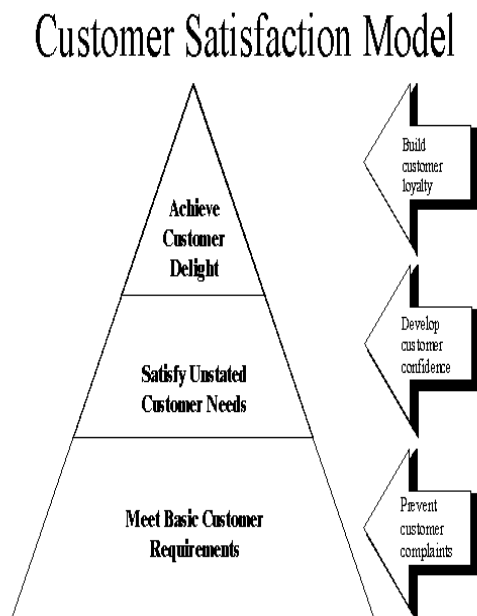 Customer Satisfaction Model
Achieve
Customer
Delight
Build
customer
loyalty
Satisfy Unstated
Customer Needs
Develop
customer
confidence
Meet Basic Customer
Requirements
Prevent
customer
complaints